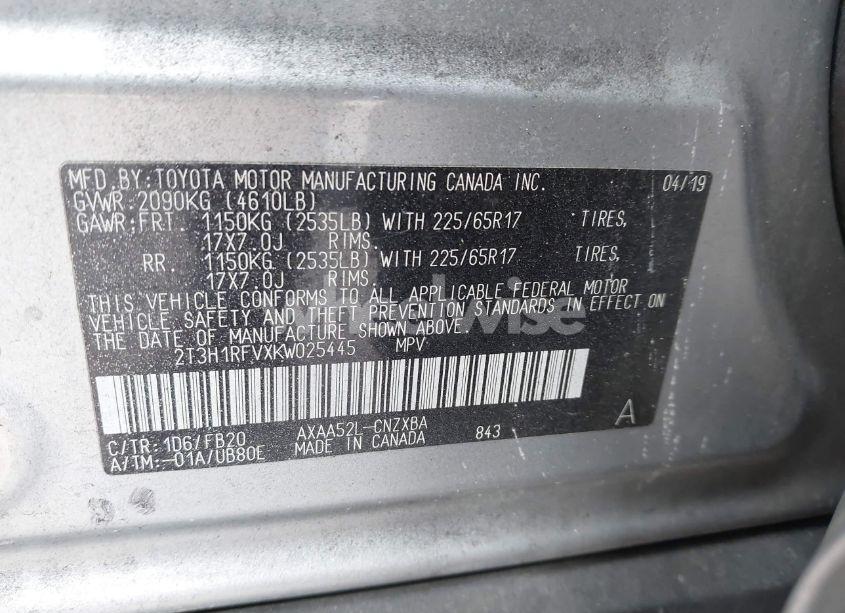 MFD. BY: TOYOTA MOTOR MANUFACTURING CANADA INC. 04/19
GVWR 2090KG (4610LB)
GAWR:FRT. 1150KG (2535LB) WITH 225/65R17 TIRES,
17X7.0J RIMS.
RR. 1150KG (2535LB) WITH 225/65R17 TIRES,
17X7.0J RIMS.
THIS VEHICLE CONFORMS TO ALL APPLICABLE FEDERAL MOTOR
VEHICLE SAFETY AND THEFT PREVENTION STANDARDS IN EFFECT ON
THE DATE OF MANUFACTURE SHOWN ABOVE.
2T3H1RFVXKW025445 MPV
A
C/TR: 1D6/FB20 AXAA52L-CNZXBA 843
A/TM:-01A/UB80E MADE IN CANADA